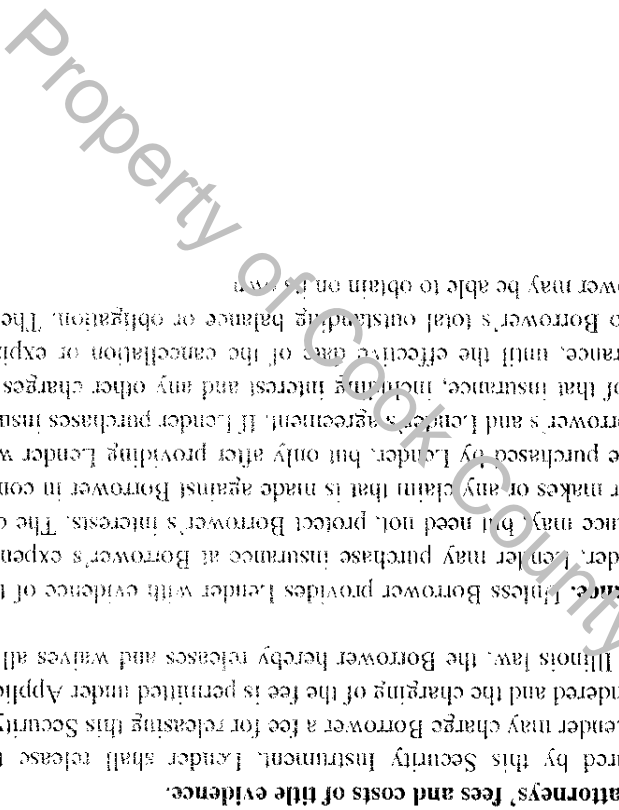 attorneys' fees and costs of title evidence.
ured by this Security Instrument, Lender shall release t
Lender may charge Borrower a fee for releasing this Security
ndered and the charging of the fee is permitted under Applic
Illinois law, the Borrower hereby releases and waives all
nce. Unless Borrower provides Lender with evidence of t
der, Lender may purchase insurance at Borrower's expen
nce may, but need not, protect Borrower's interests. The c
r makes or any claim that is made against Borrower in con
e purchased by Lender, but only after providing Lender w
orrower's and Lender's agreement. If Lender purchases insu
of that insurance, including interest and any other charges
rance, until the effective date of the cancellation or expir
o Borrower's total outstanding balance or obligation. The
ower may be able to obtain on its own
Property of Cook County